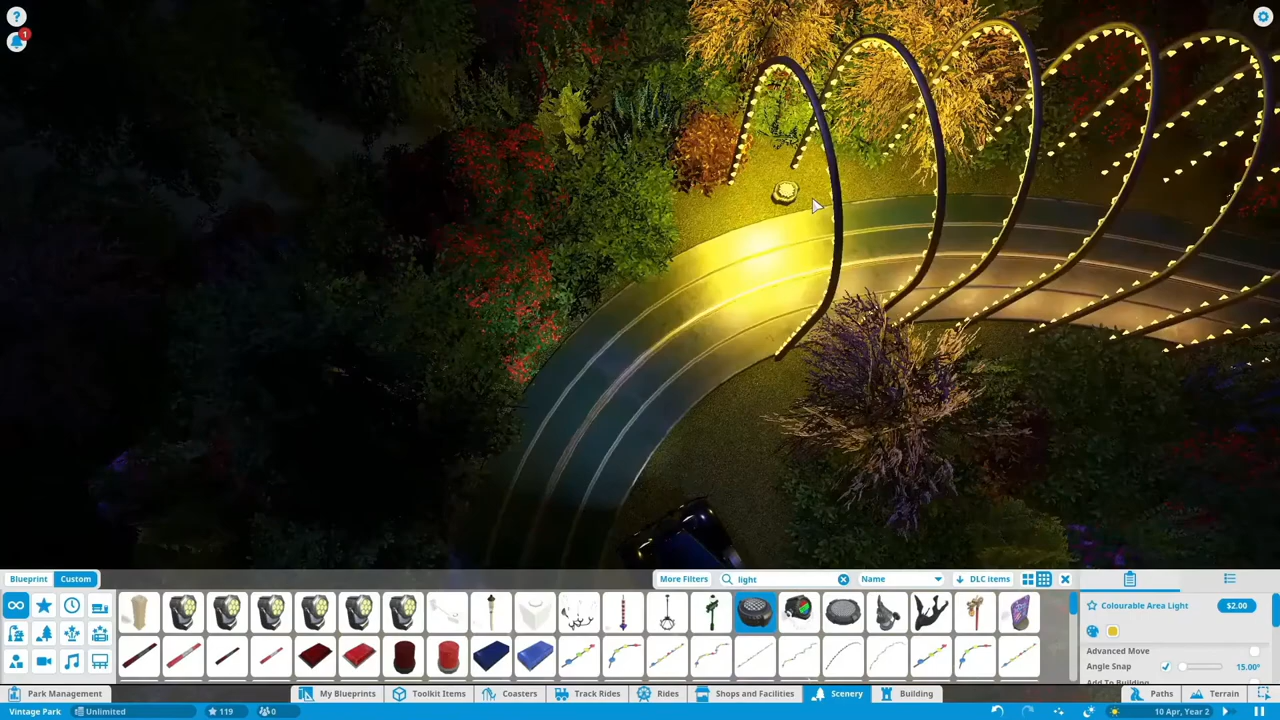 ?
1
Blueprint Custom More Filters light Name DLC items
Colourable Area Light $2.00
Advanced Move
Angle Snap 15.00°
Park Management My Blueprints Toolkit Items Coasters Track Rides Rides Shops and Facilities Scenery Building Paths Terrain
Vintage Park Unlimited 119 0 10 Apr, Year 2